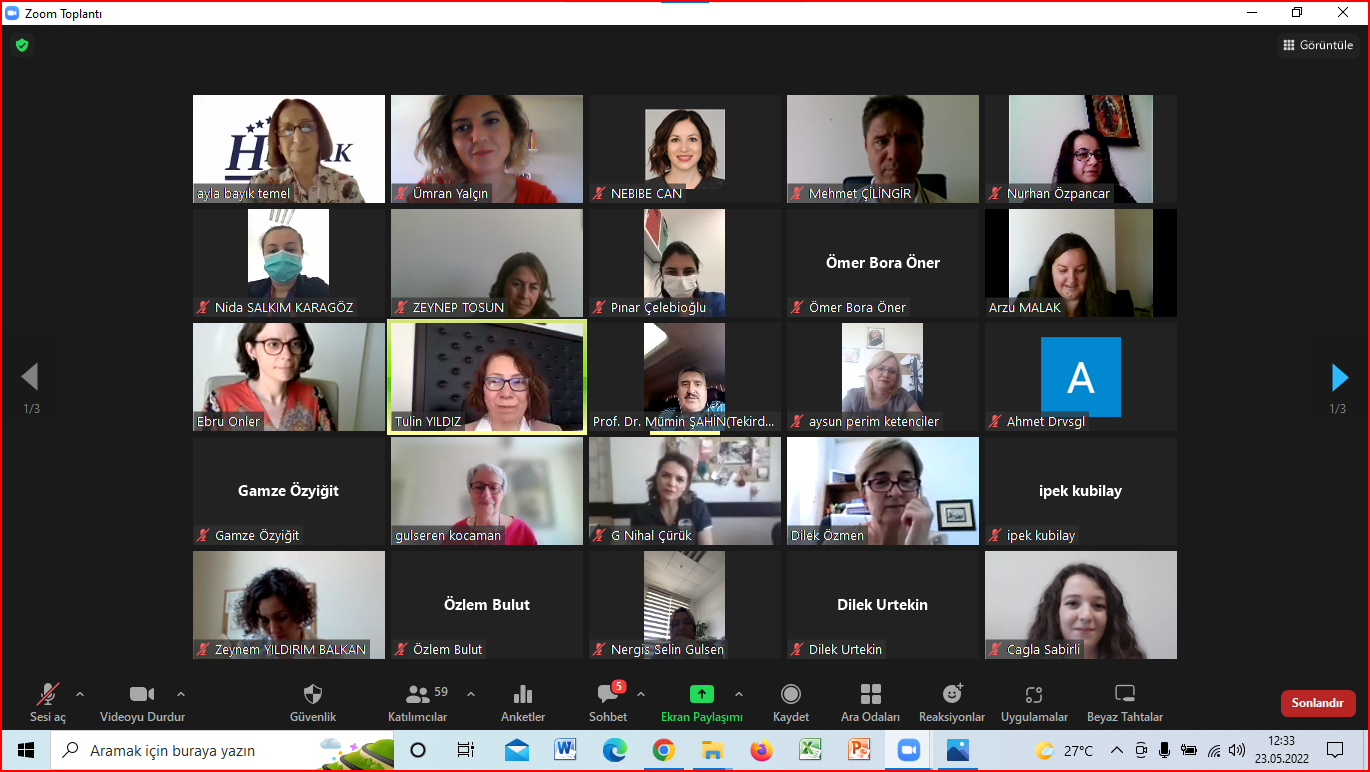 Zoom Toplantı
Görüntüle
ayla bayık temel
Ümran Yalçın
NEBIBE CAN
Mehmet ÇİLİNGİR
Nurhan Özpancar
Nida SALKIM KARAGÖZ
ZEYNEP TOSUN
Pınar Çelebioğlu
Ömer Bora Öner
Ömer Bora Öner
Arzu MALAK
Ebru Onler
Tulin YILDIZ
Prof. Dr. Mümin ŞAHİN(Tekird...
aysun perim ketenciler
A
Ahmet Drvsgl
1/3
1/3
Gamze Özyiğit
Gamze Özyiğit
gulseren kocaman
G Nihal Çürük
Dilek Özmen
ipek kubilay
ipek kubilay
Zeynem YILDIRIM BALKAN
Özlem Bulut
Özlem Bulut
Nergis Selin Gulsen
Dilek Urtekin
Dilek Urtekin
Cagla Sabirli
Sesi aç
Videoyu Durdur
Güvenlik
59
Katılımcılar
Anketler
5
Sohbet
Ekran Paylaşımı
Kaydet
Ara Odaları
Reaksiyonlar
Uygulamalar
Beyaz Tahtalar
Sonlandır
Aramak için buraya yazın
27°C
12:33
23.05.2022